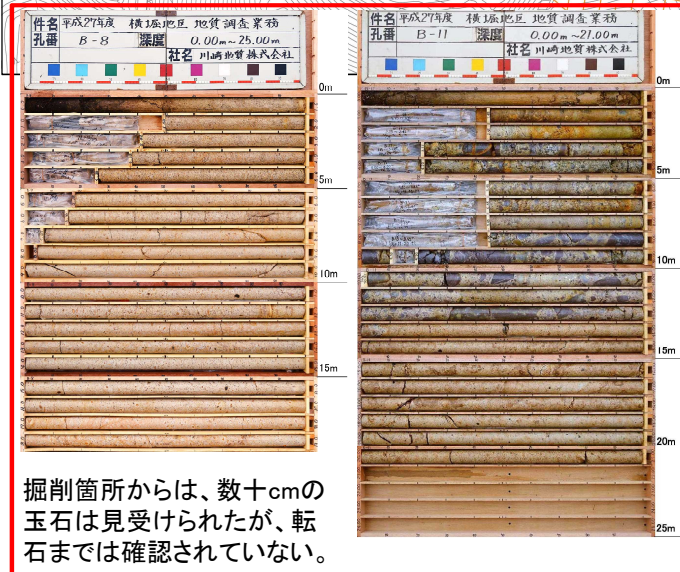 件名 平成27年度 横堀地区 地質調査業務
孔番 B-8 深度 0.00m~25.00m
社名 川崎地質株式会社
件名 平成27年度 横堀地区 地質調査業務
孔番 B-11 深度 0.00m~21.00m
社名 川崎地質株式会社
0m
5m
10m
15m
0m
5m
10m
15m
20m
25m
掘削箇所からは、数十cmの
玉石は見受けられたが、転
石までは確認されていない。